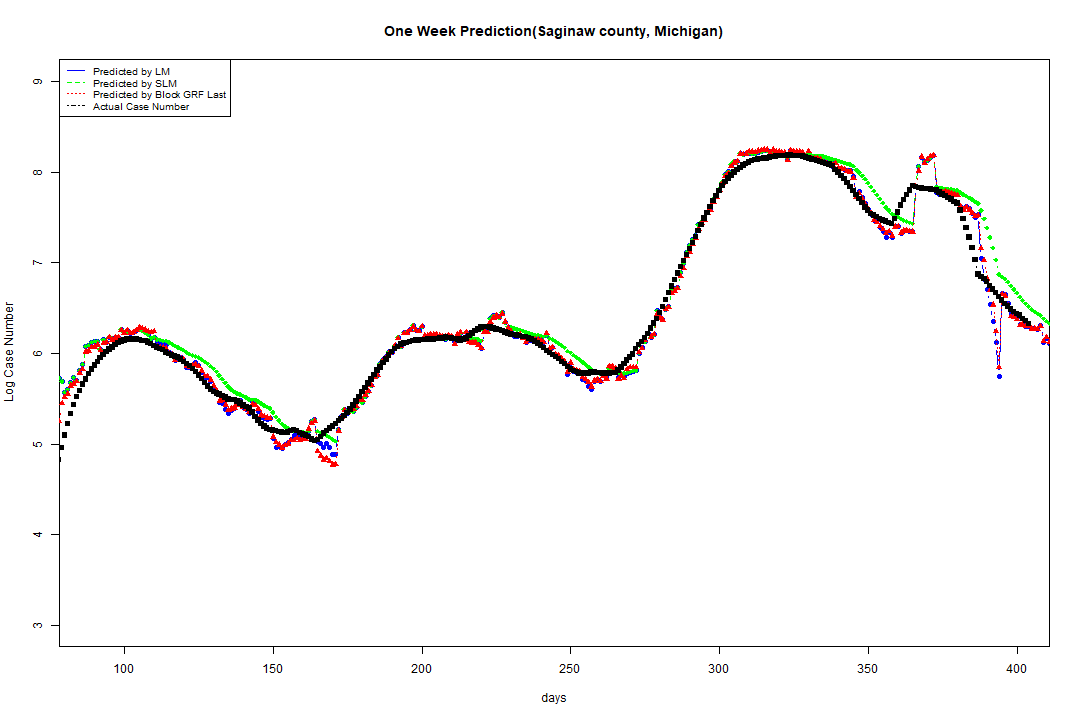 One Week Prediction(Saginaw county, Michigan)
Predicted by LM
Predicted by SLM
Predicted by Block GRF Last
Actual Case Number
9
8
7
6
5
4
3
Log Case Number
100 150 200 250 300 350 400
days